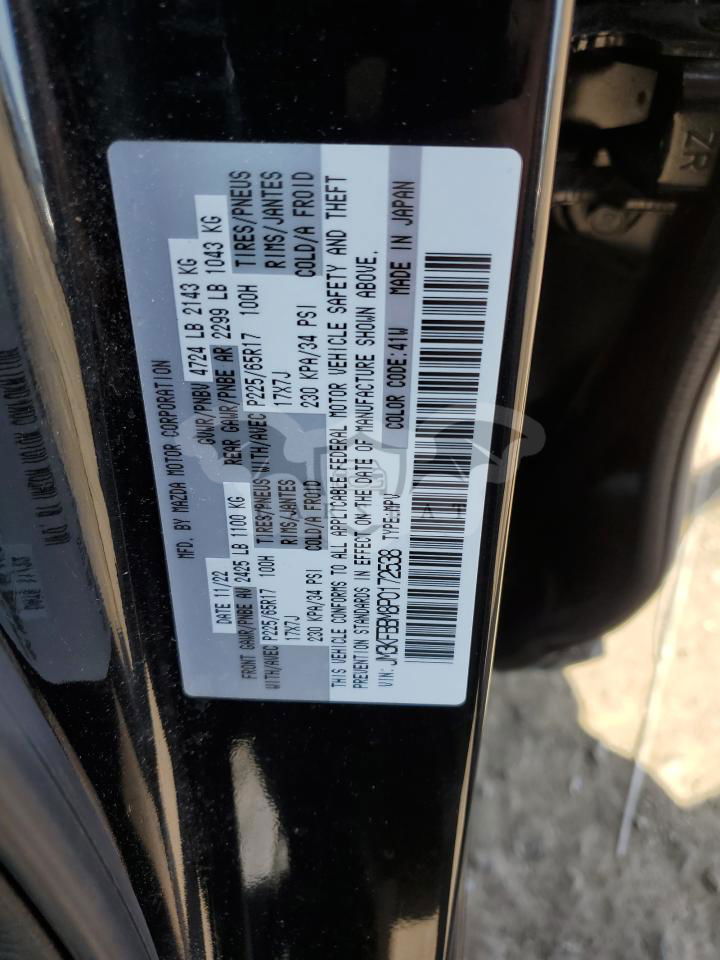 MFD. BY MAZDA MOTOR CORPORATION
DATE 11/22 GVWR/PNBV 4724 LB 2143 KG
FRONT GAWR/PNBE AV 2425 LB 1100 KG REAR GAWR/PNBE AR 2299 LB 1043 KG
WITH/AVEC P225/65R17 100H TIRES/PNEUS WITH/AVEC P225/65R17 100H TIRES/PNEUS
17X7J RIMS/JANTES 17X7J RIMS/JANTES
230 KPA/34 PSI COLD/A FROID 230 KPA/34 PSI COLD/A FROID
THIS VEHICLE CONFORMS TO ALL APPLICABLE FEDERAL MOTOR VEHICLE SAFETY AND THEFT
PREVENTION STANDARDS IN EFFECT ON THE DATE OF MANUFACTURE SHOWN ABOVE.
VIN: JM3KFBBM8P0172538 TYPE:MPV COLOR CODE:41W MADE IN JAPAN
ZR